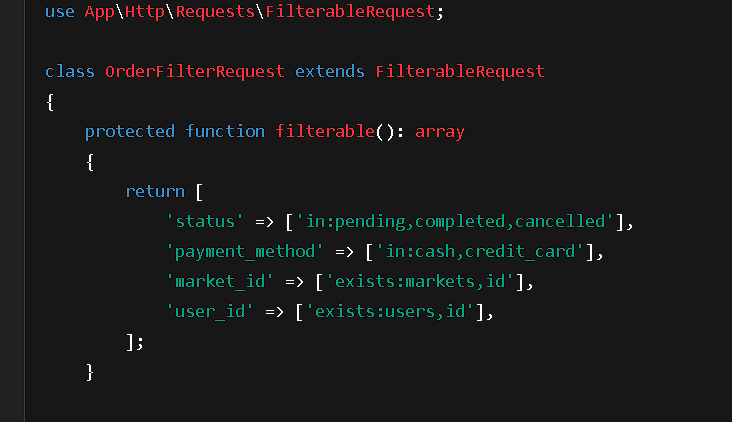 use App\Http\Requests\FilterableRequest;
class OrderFilterRequest extends FilterableRequest
{
protected function filterable(): array
{
return [
'status' => ['in:pending,completed,cancelled'],
'payment_method' => ['in:cash,credit_card'],
'market_id' => ['exists:markets,id'],
'user_id' => ['exists:users,id'],
];
}